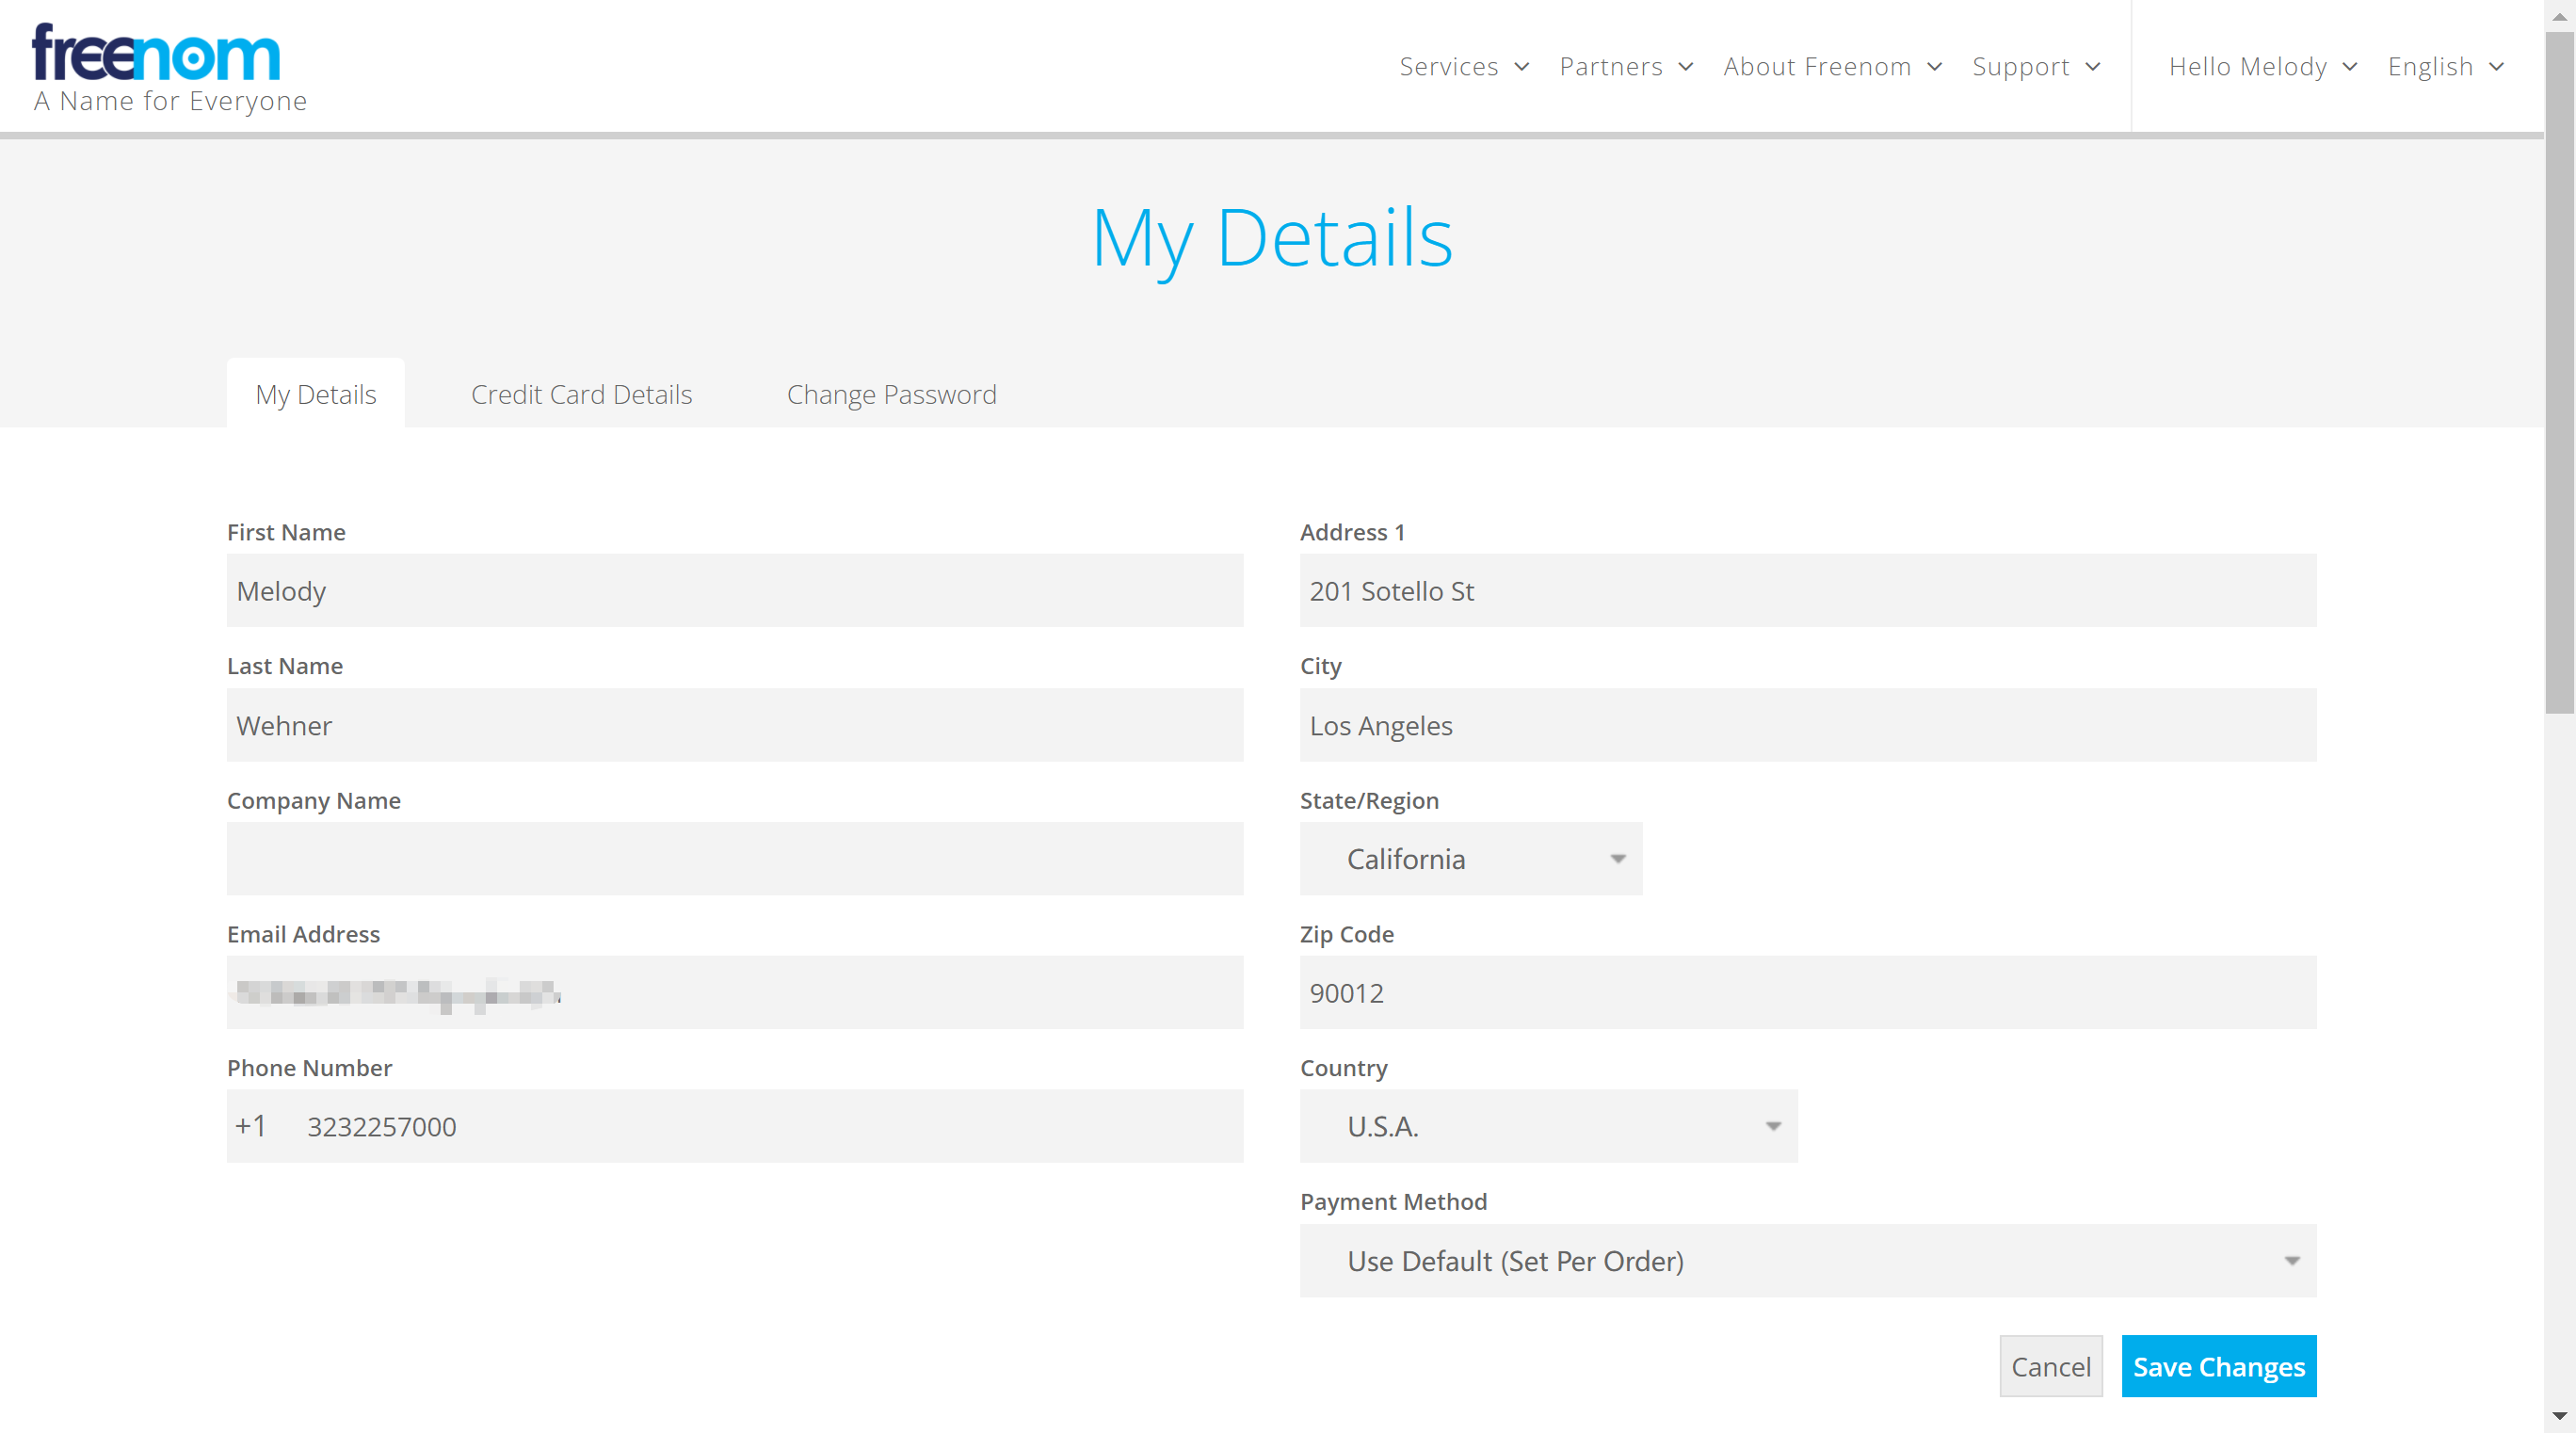 freenom
A Name for Everyone
Services
Partners
About Freenom
Support
Hello Melody
English
My Details
My Details
Credit Card Details
Change Password
First Name
Melody
Last Name
Wehner
Company Name
Email Address
Phone Number
+1 3232257000
Address 1
201 Sotello St
City
Los Angeles
State/Region
California
Zip Code
90012
Country
U.S.A.
Payment Method
Use Default (Set Per Order)
Cancel
Save Changes